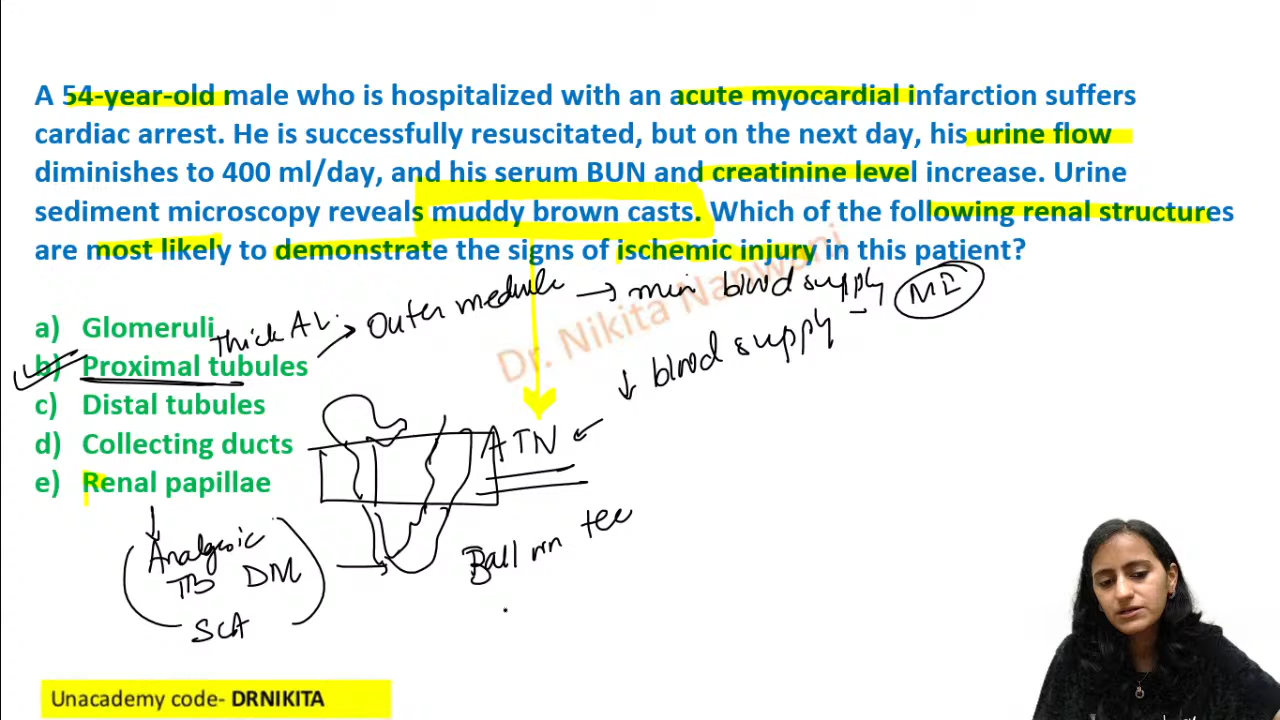 A 54-year-old male who is hospitalized with an acute myocardial infarction suffers
cardiac arrest. He is successfully resuscitated, but on the next day, his urine flow
diminishes to 400 ml/day, and his serum BUN and creatinine level increase. Urine
sediment microscopy reveals muddy brown casts. Which of the following renal structures
are most likely to demonstrate the signs of ischemic injury in this patient?
Outer medulla → min blood supply MI
↓ blood supply
Dr. Nikita Nanwani
a) Glomeruli
Thick AL.
b) Proximal tubules
c) Distal tubules
d) Collecting ducts
ATN
e) Renal papillae
Analgesic
TB DM
SCA
Ball
Unacademy code- DRNIKITA